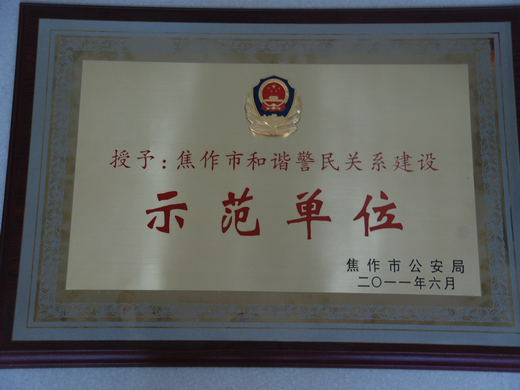 授予：焦作市和谐警民关系建设
示范单位
焦作市公安局
二〇一一年六月